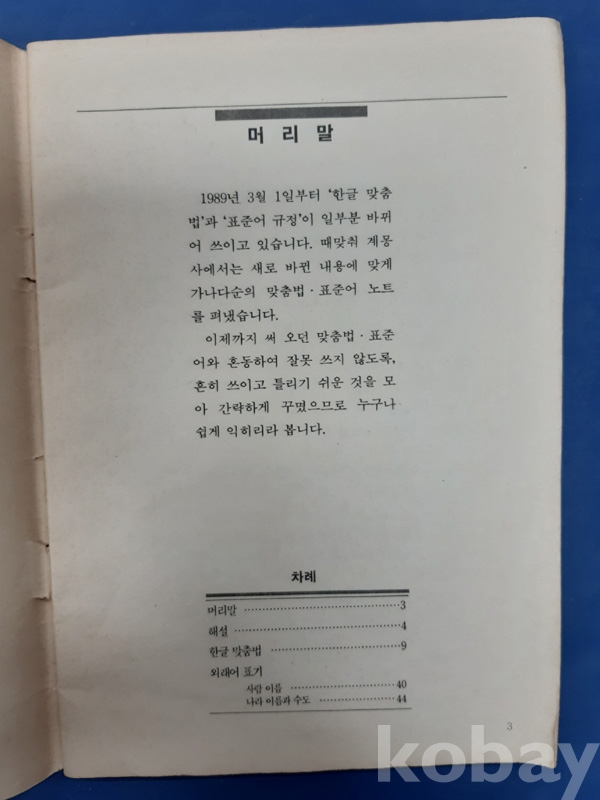 머 리 말
1989년 3월 1일부터 '한글 맞춤
법'과 '표준어 규정'이 일부분 바뀌
어 쓰이고 있습니다. 때맞춰 계몽
사에서는 새로 바뀐 내용에 맞게
가나다순의 맞춤법·표준어 노트
를 펴냈습니다.
이제까지 써 오던 맞춤법·표준
어와 혼동하여 잘못 쓰지 않도록,
흔히 쓰이고 틀리기 쉬운 것을 모
아 간략하게 꾸몄으므로 누구나
쉽게 익히리라 봅니다.
차례
머리말 ……………………………… 3
해설 ……………………………… 4
한글 맞춤법 ……………………… 9
외래어 표기
사람 이름 ……………………… 40
나라 이름과 수도 ……………… 44
3
kobay